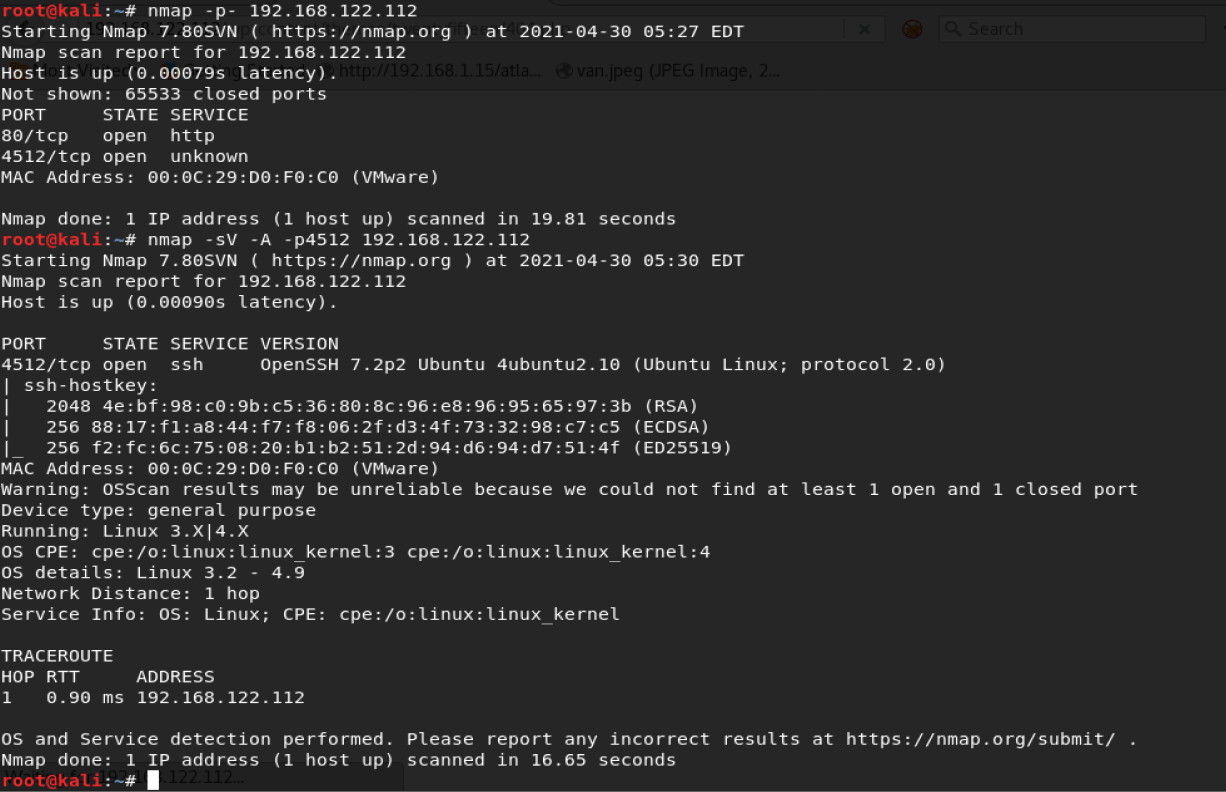 root@kali:~# nmap -p- 192.168.122.112
Starting Nmap 7.80SVN ( https://nmap.org ) at 2021-04-30 05:27 EDT
Search
Nmap scan report for 192.168.122.112
Host is up (0.00079s latency).
http://192.168.1.15/atla...
van.jpeg (JPEG Image, 2...
Not shown: 65533 closed ports
PORT     STATE SERVICE
80/tcp   open  http
4512/tcp open  unknown
MAC Address: 00:0C:29:D0:F0:C0 (VMware)
Nmap done: 1 IP address (1 host up) scanned in 19.81 seconds
root@kali:~# nmap -sV -A -p4512 192.168.122.112
Starting Nmap 7.80SVN ( https://nmap.org ) at 2021-04-30 05:30 EDT
Nmap scan report for 192.168.122.112
Host is up (0.00090s latency).
PORT     STATE SERVICE VERSION
4512/tcp open  ssh     OpenSSH 7.2p2 Ubuntu 4ubuntu2.10 (Ubuntu Linux; protocol 2.0)
| ssh-hostkey:
|   2048 4e:bf:98:c0:9b:c5:36:80:8c:96:e8:96:95:65:97:3b (RSA)
|   256 88:17:f1:a8:44:f7:f8:06:2f:d3:4f:73:32:98:c7:c5 (ECDSA)
|_  256 f2:fc:6c:75:08:20:b1:b2:51:2d:94:d6:94:d7:51:4f (ED25519)
MAC Address: 00:0C:29:D0:F0:C0 (VMware)
Warning: OSScan results may be unreliable because we could not find at least 1 open and 1 closed port
Device type: general purpose
Running: Linux 3.X|4.X
OS CPE: cpe:/o:linux:linux_kernel:3 cpe:/o:linux:linux_kernel:4
OS details: Linux 3.2 - 4.9
Network Distance: 1 hop
Service Info: OS: Linux; CPE: cpe:/o:linux:linux_kernel
TRACEROUTE
HOP RTT     ADDRESS
1   0.90 ms 192.168.122.112
OS and Service detection performed. Please report any incorrect results at https://nmap.org/submit/ .
Nmap done: 1 IP address (1 host up) scanned in 16.65 seconds
root@kali:~#